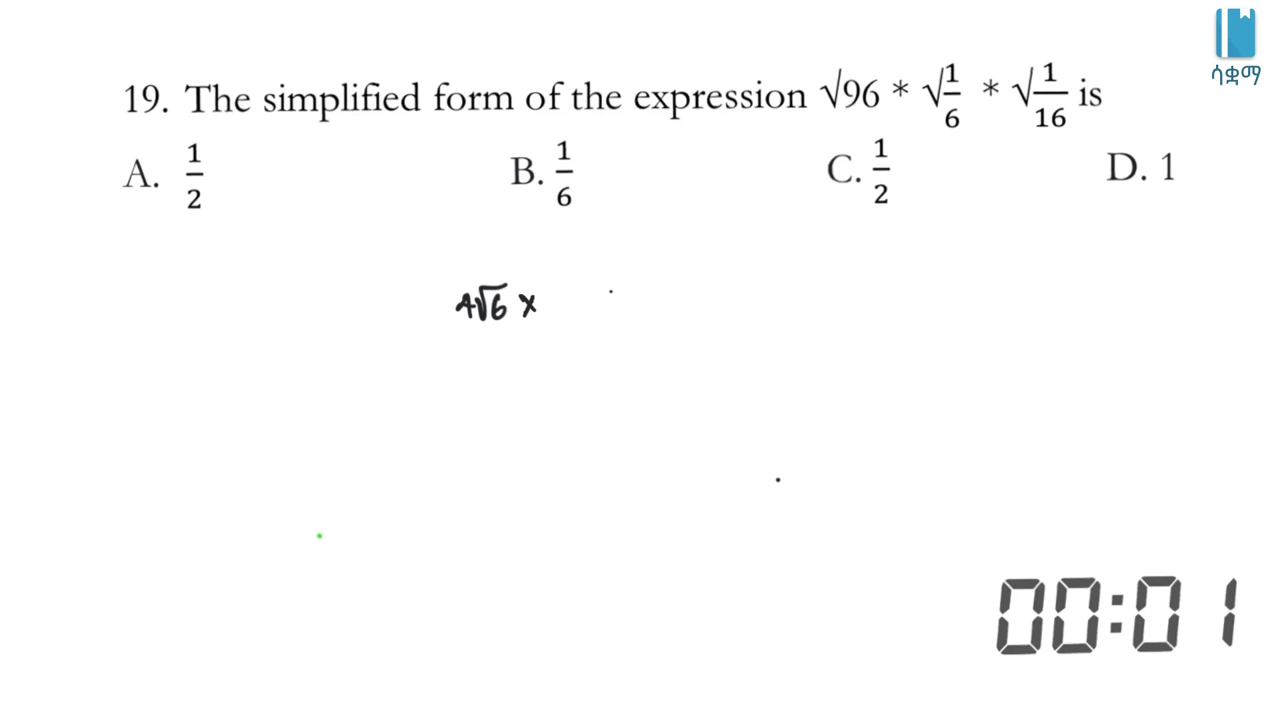 ሳቋማ
19. The simplified form of the expression √96 * √1/6 * √1/16 is
A. 1/2 B. 1/6 C. 1/2 D. 1
4√6 ×
00:01